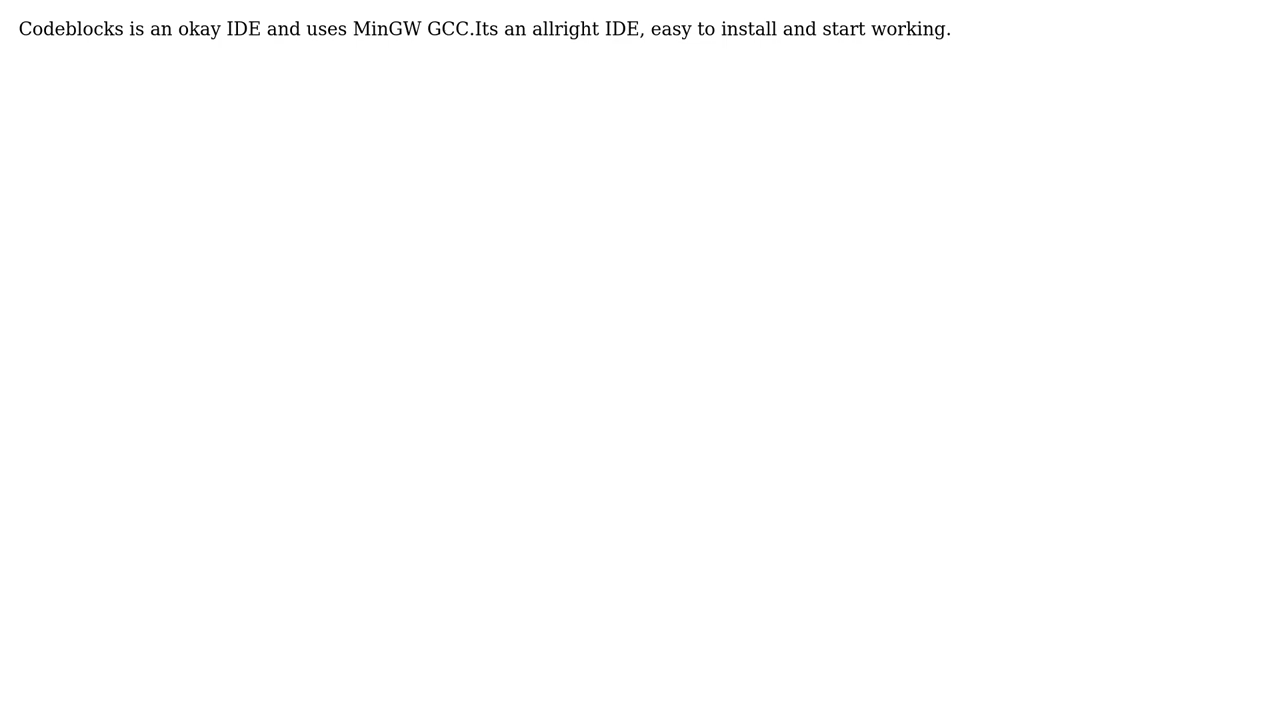 Codeblocks is an okay IDE and uses MinGW GCC.Its an allright IDE, easy to install and start working.